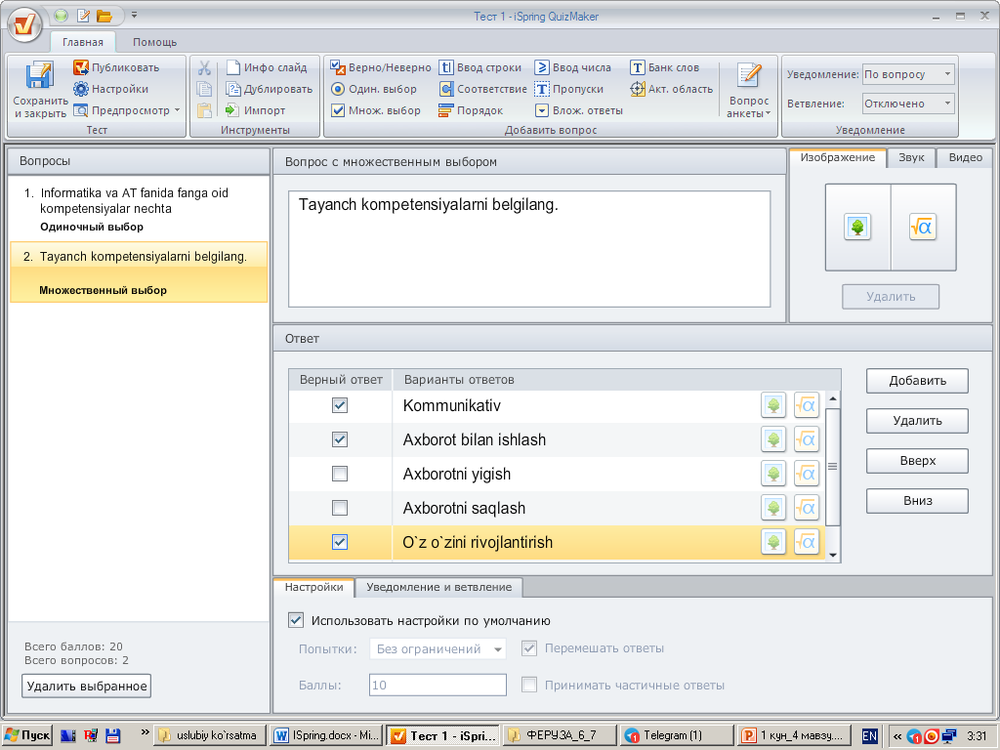 Тест 1 - iSpring QuizMaker
Главная Помощь
Сохранить и закрыть
Публиковать
Настройки
Предпросмотр
Тест
Инфо слайд
Дублировать
Импорт
Инструменты
Верно/Неверно Ввод строки Ввод числа Банк слов
Один. выбор Соответствие Пропуски Акт. область
Множ. выбор Порядок Влож. ответы
Вопрос анкеты
Добавить вопрос
Уведомление: По вопросу
Ветвление: Отключено
Уведомление
Вопросы
1. Informatika va AT fanida fanga oid
kompetensiyalar nechta
Одиночный выбор
2. Tayanch kompetensiyalarni belgilang.
Множественный выбор
Всего баллов: 20
Всего вопросов: 2
Удалить выбранное
Вопрос с множественным выбором
Tayanch kompetensiyalarni belgilang.
Изображение Звук Видео
√α
Удалить
Ответ
Верный ответ Варианты ответов
Kommunikativ √α
Axborot bilan ishlash √α
Axborotni yigish √α
Axborotni saqlash √α
O`z o`zini rivojlantirish √α
Добавить
Удалить
Вверх
Вниз
Настройки Уведомление и ветвление
Использовать настройки по умолчанию
Попытки: Без ограничений Перемешать ответы
Баллы: 10 Принимать частичные ответы
Пуск » uslubiy ko`rsatma ISpring.docx - Mi... Тест 1 - iSpri... ФЕРУЗА_6_7 Telegram (1) 1 кун_4 мавзу.... EN « 3:31